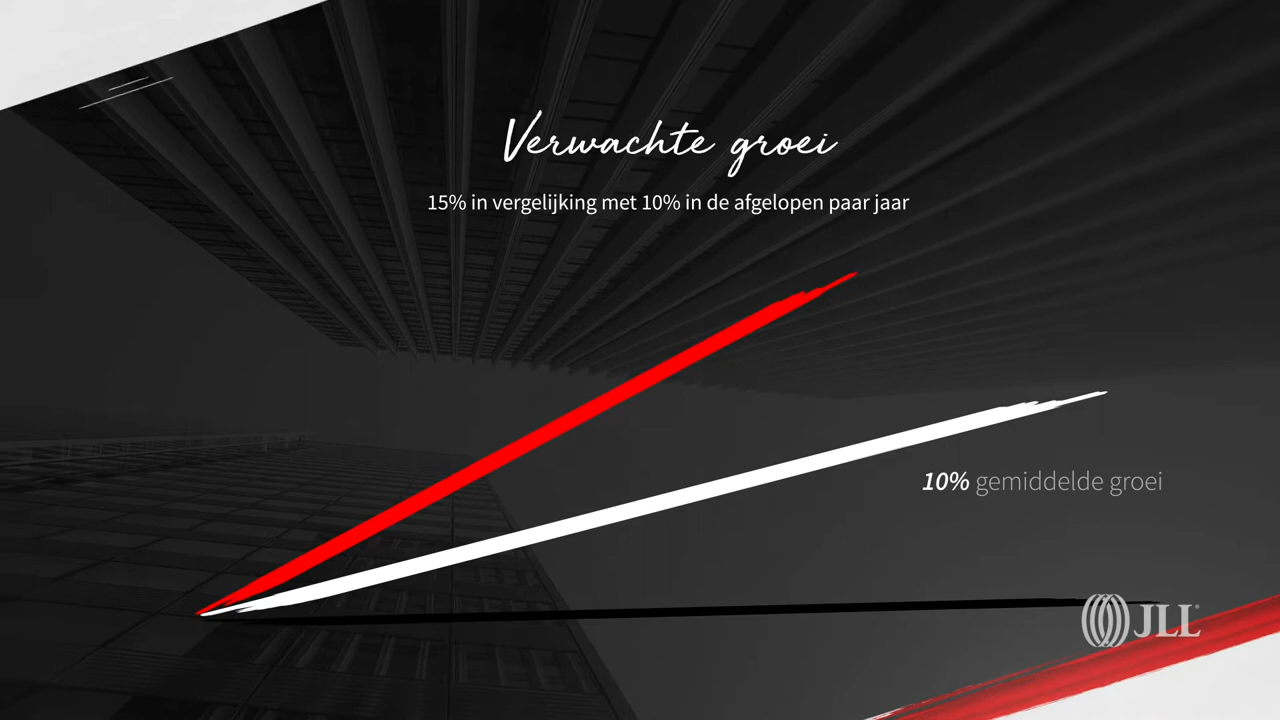 Verwachte groei
15% in vergelijking met 10% in de afgelopen paar jaar
10% gemiddelde groei
JLL